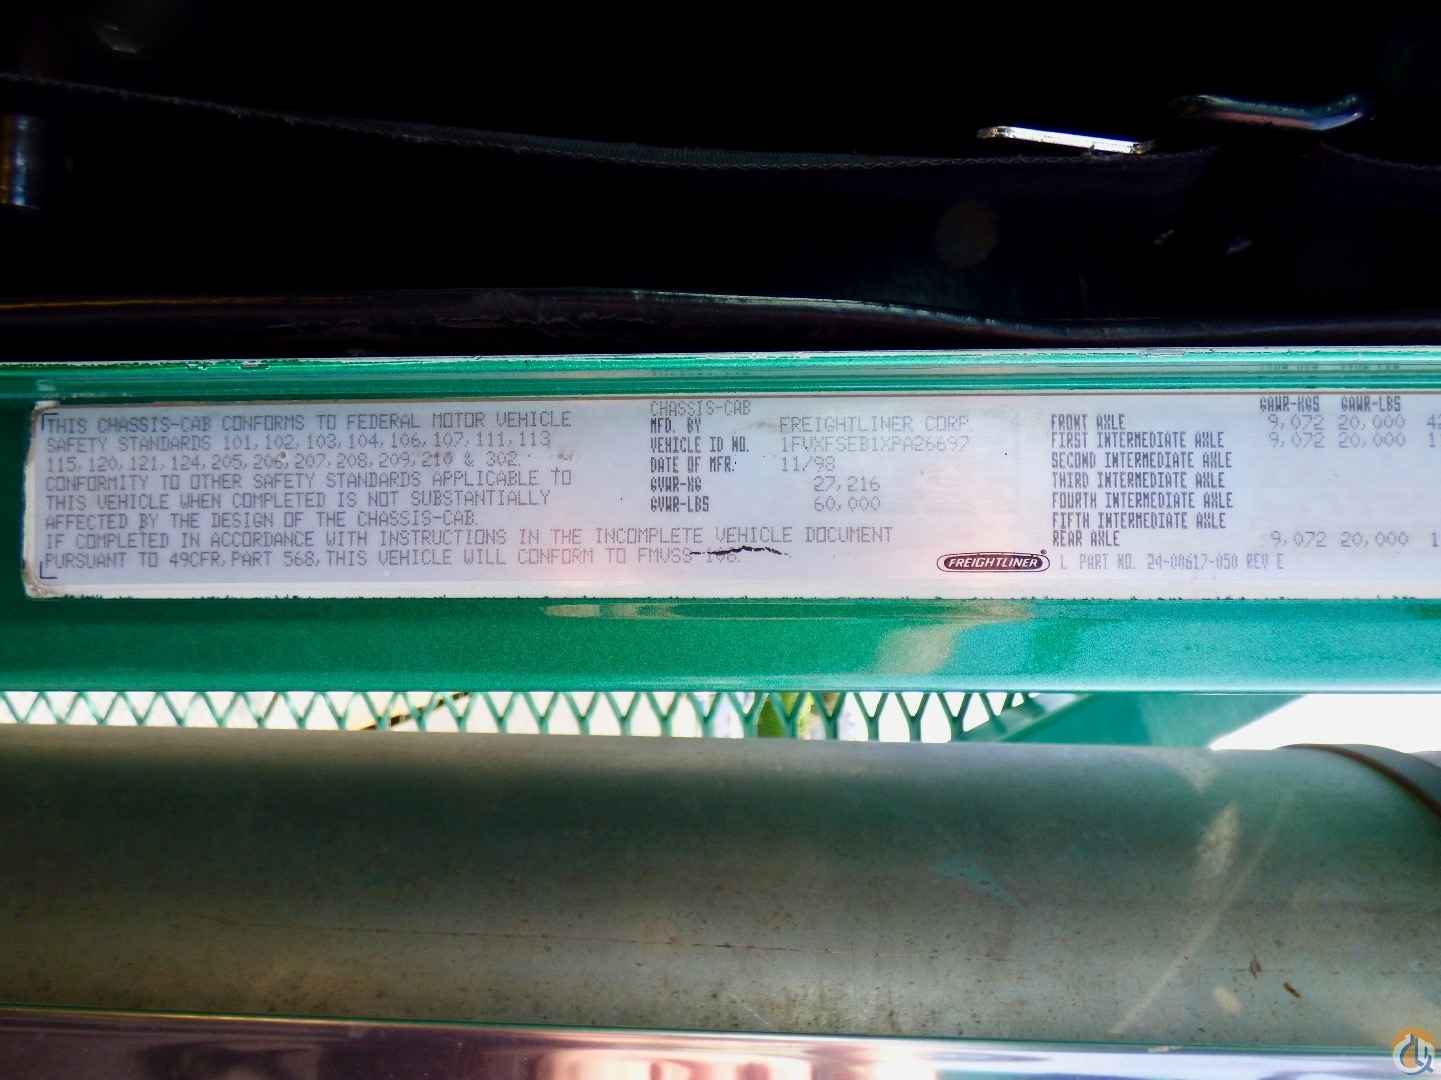 THIS CHASSIS-CAB CONFORMS TO FEDERAL MOTOR VEHICLE
SAFETY STANDARDS 101, 102, 103, 104, 106, 107, 111, 113
115, 120, 121, 124, 205, 206, 207, 208, 209, 210 & 302.
CONFORMITY TO OTHER SAFETY STANDARDS APPLICABLE TO
THIS VEHICLE WHEN COMPLETED IS NOT SUBSTANTIALLY
AFFECTED BY THE DESIGN OF THE CHASSIS-CAB.
IF COMPLETED IN ACCORDANCE WITH INSTRUCTIONS IN THE INCOMPLETE VEHICLE DOCUMENT
PURSUANT TO 49CFR, PART 568, THIS VEHICLE WILL CONFORM TO FMVSS
CHASSIS-CAB
MFD. BY FREIGHTLINER CORP.
VEHICLE ID NO. 1FVXFSEB1XPA26697
DATE OF MFR: 11/98
GVWR-KG 27,216
GVWR-LBS 60,000
GAWR-KGS GAWR-LBS
FRONT AXLE 9,072 20,000 42
FIRST INTERMEDIATE AXLE 9,072 20,000 1
SECOND INTERMEDIATE AXLE
THIRD INTERMEDIATE AXLE
FOURTH INTERMEDIATE AXLE
FIFTH INTERMEDIATE AXLE
REAR AXLE 9,072 20,000 1
FREIGHTLINER® L PART NO. 24-00617-050 REV E